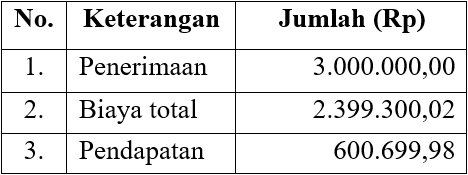 No. Keterangan Jumlah (Rp)
1. Penerimaan 3.000.000,00
2. Biaya total 2.399.300,02
3. Pendapatan 600.699,98